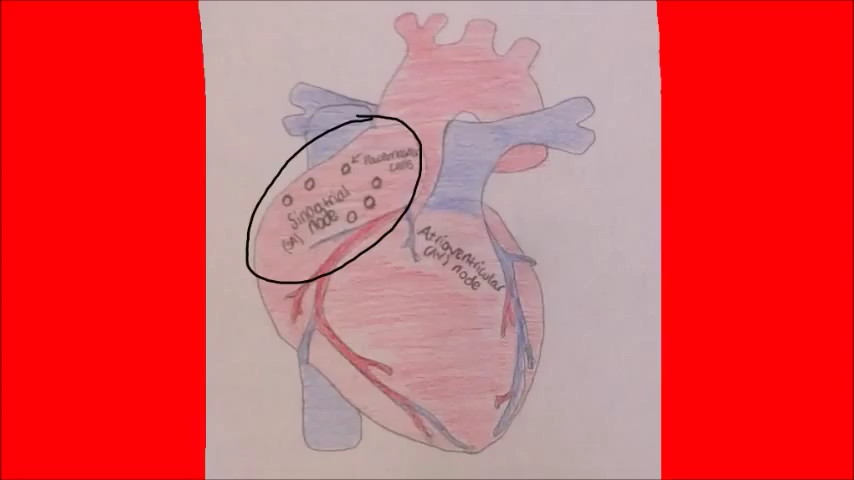 Pacemaker
cells
Sinoatrial
(SA) node
Atrioventricular
(AV) node